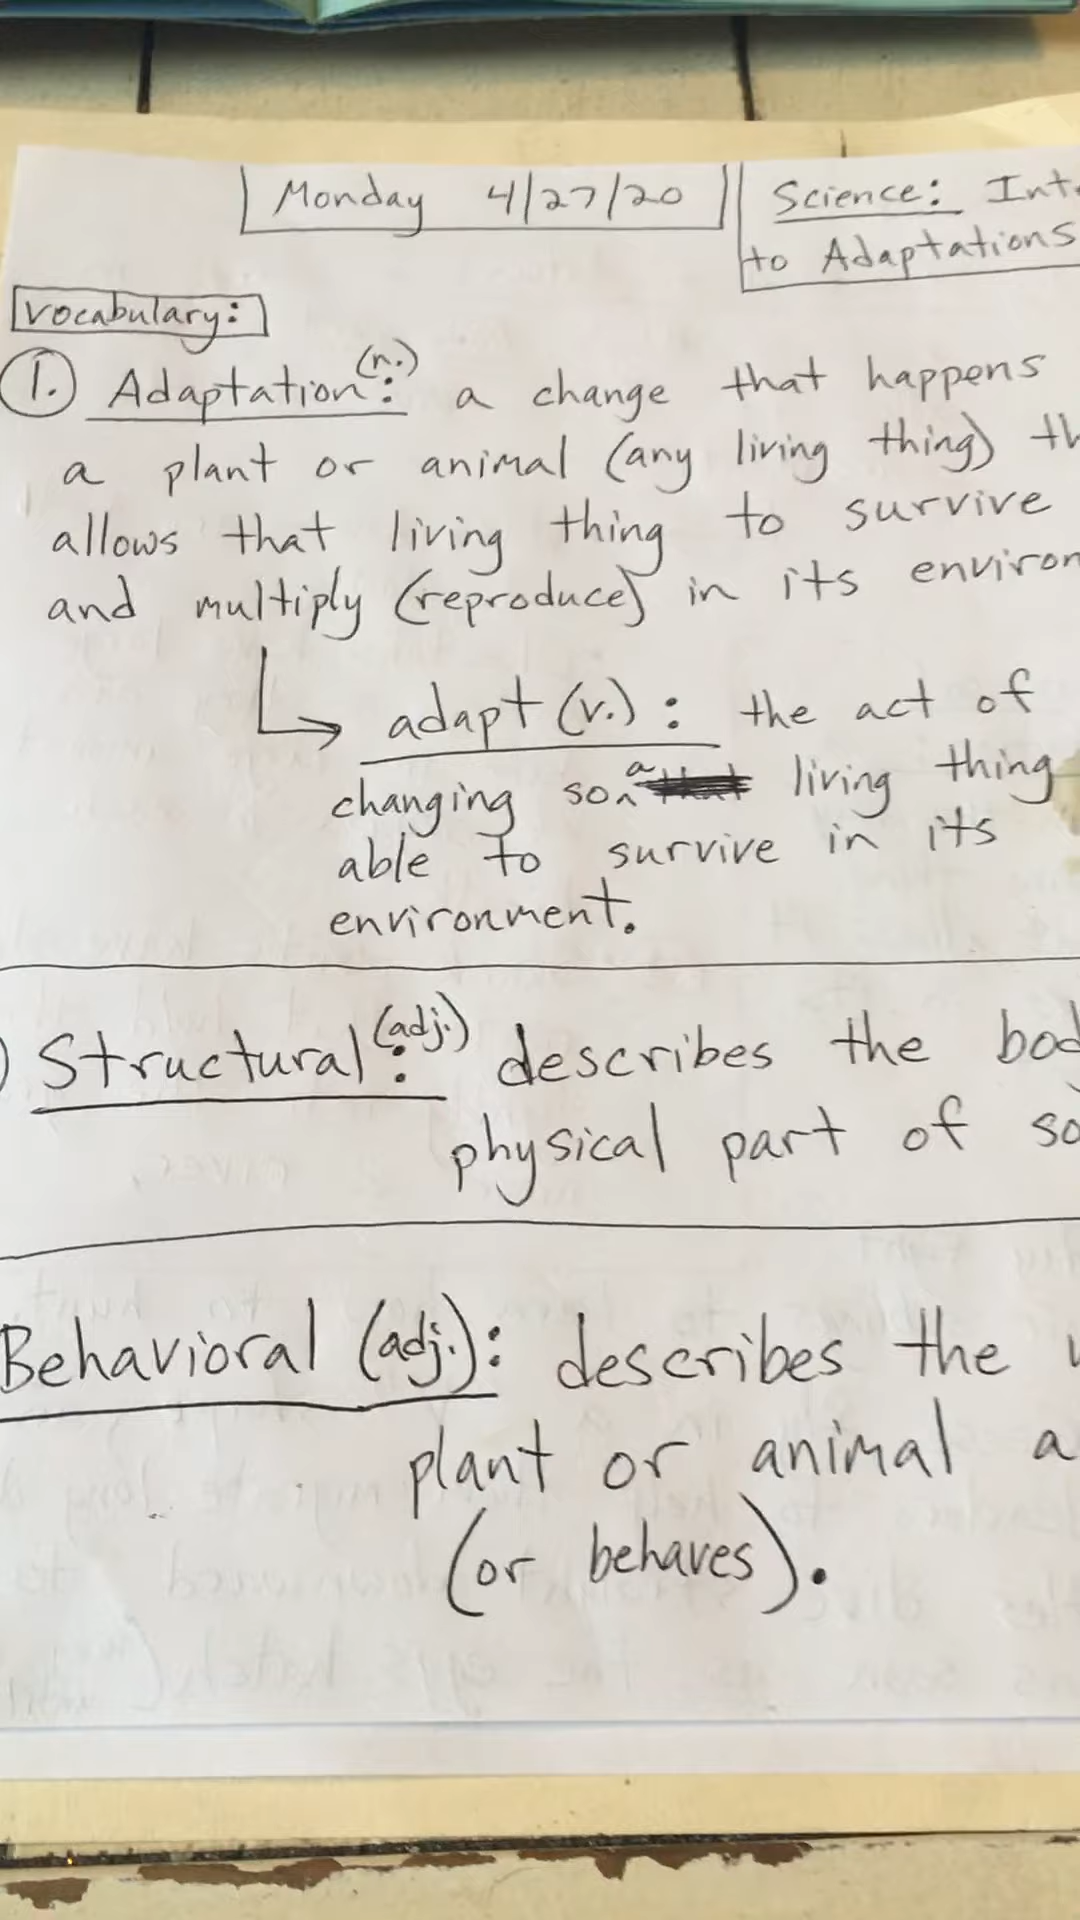 Monday 4/27/20
Science: Int
to Adaptations
Vocabulary:
1. Adaptation (n.): a change that happens
a plant or animal (any living thing) th
allows that living thing to survive
and multiply (reproduce) in its environ
adapt (v.): the act of
changing so a living thing
able to survive in its
environment.
Structural (adj.): describes the bod
physical part of so
Behavioral (adj.): describes the
plant or animal a
(or behaves).